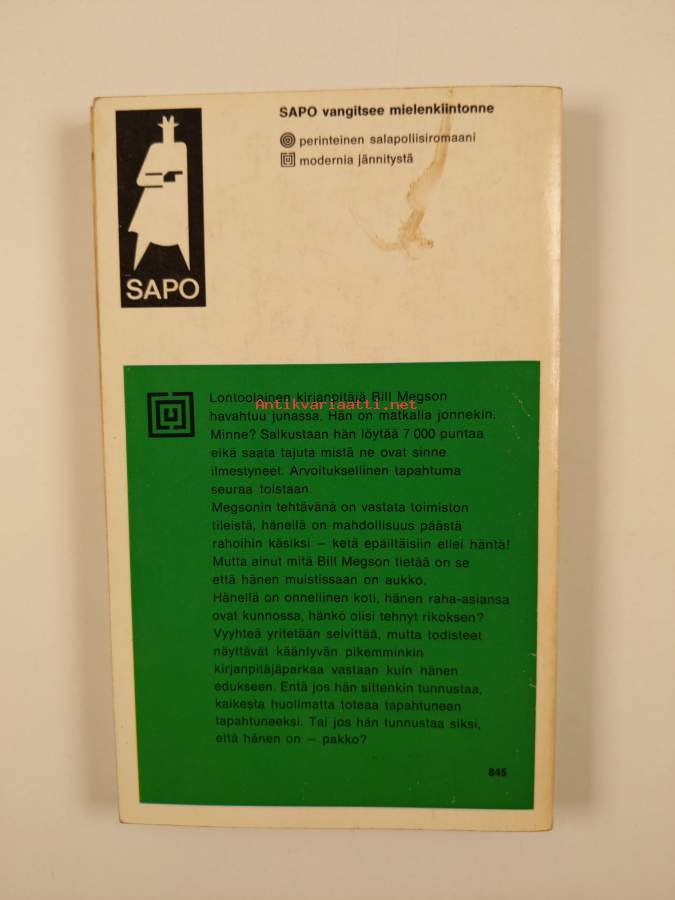 SAPO vangitsee mielenkiintonne
perinteinen salapoliisiromaani
modernia jännitystä
SAPO
Lontoolainen kirjanpitäjä Bill Megson
Antikvariaatti.net
havahtuu junassa. Hän on matkalla jonnekin.
Minne? Salkustaan hän löytää 7 000 puntaa
eikä saata tajuta mistä ne ovat sinne
ilmestyneet. Arvoituksellinen tapahtuma
seuraa toistaan.
Megsonin tehtävänä on vastata toimiston
tileistä, hänellä on mahdollisuus päästä
rahoihin käsiksi – ketä epäiltäisiin ellei häntä!
Mutta ainut mitä Bill Megson tietää on se
että hänen muistissaan on aukko.
Hänellä on onnellinen koti, hänen raha-asiansa
ovat kunnossa, hänkö olisi tehnyt rikoksen?
Vyyhteä yritetään selvittää, mutta todisteet
näyttävät kääntyvän pikemminkin
kirjanpitäjäparkaa vastaan kuin hänen
edukseen. Entä jos hän sittenkin tunnustaa,
kaikesta huolimatta toteaa tapahtuneen
tapahtuneeksi. Tai jos hän tunnustaa siksi,
että hänen on – pakko?
845